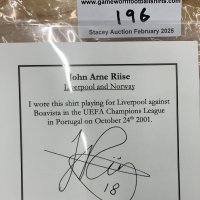 www.gamewornfootballshirts.com
196
Stacey Auction February 2025
John Arne Riise
Liverpool and Norway
I wore this shirt playing for Liverpool against
Boavista in the UEFA Champions League
in Portugal on October 24th 2001.
18